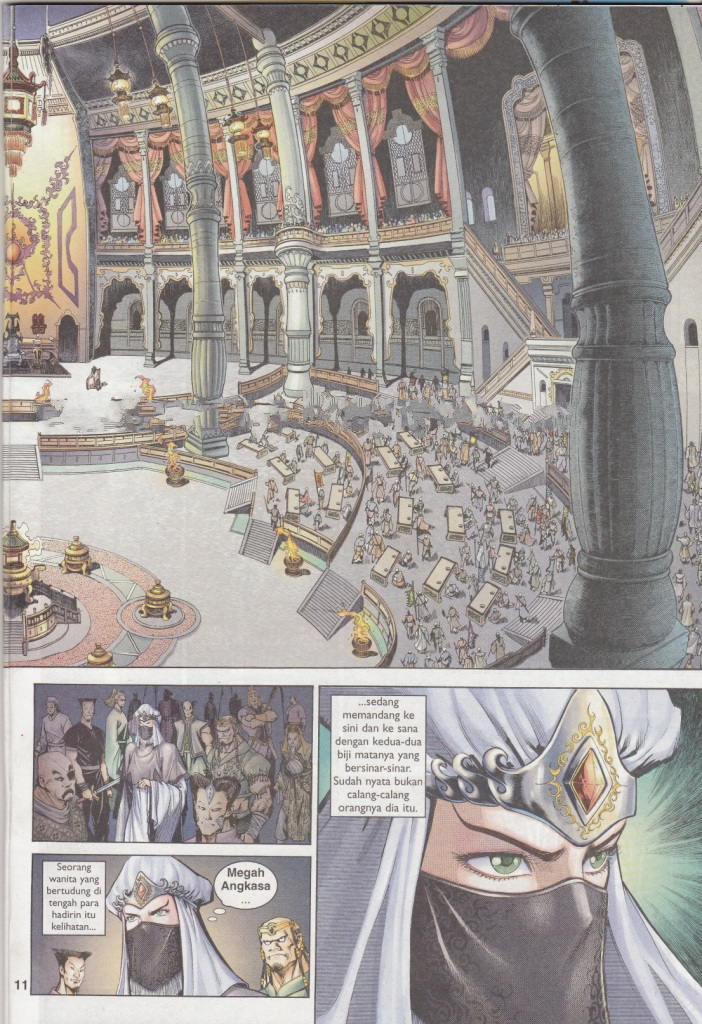 Seorang
wanita yang
bertudung di
tengah para
hadirin itu
kelihatan...
Megah
Angkasa
...
...sedang
memandang ke
sini dan ke sana
dengan kedua-dua
biji matanya yang
bersinar-sinar.
Sudah nyata bukan
calang-calang
orangnya dia itu.
11